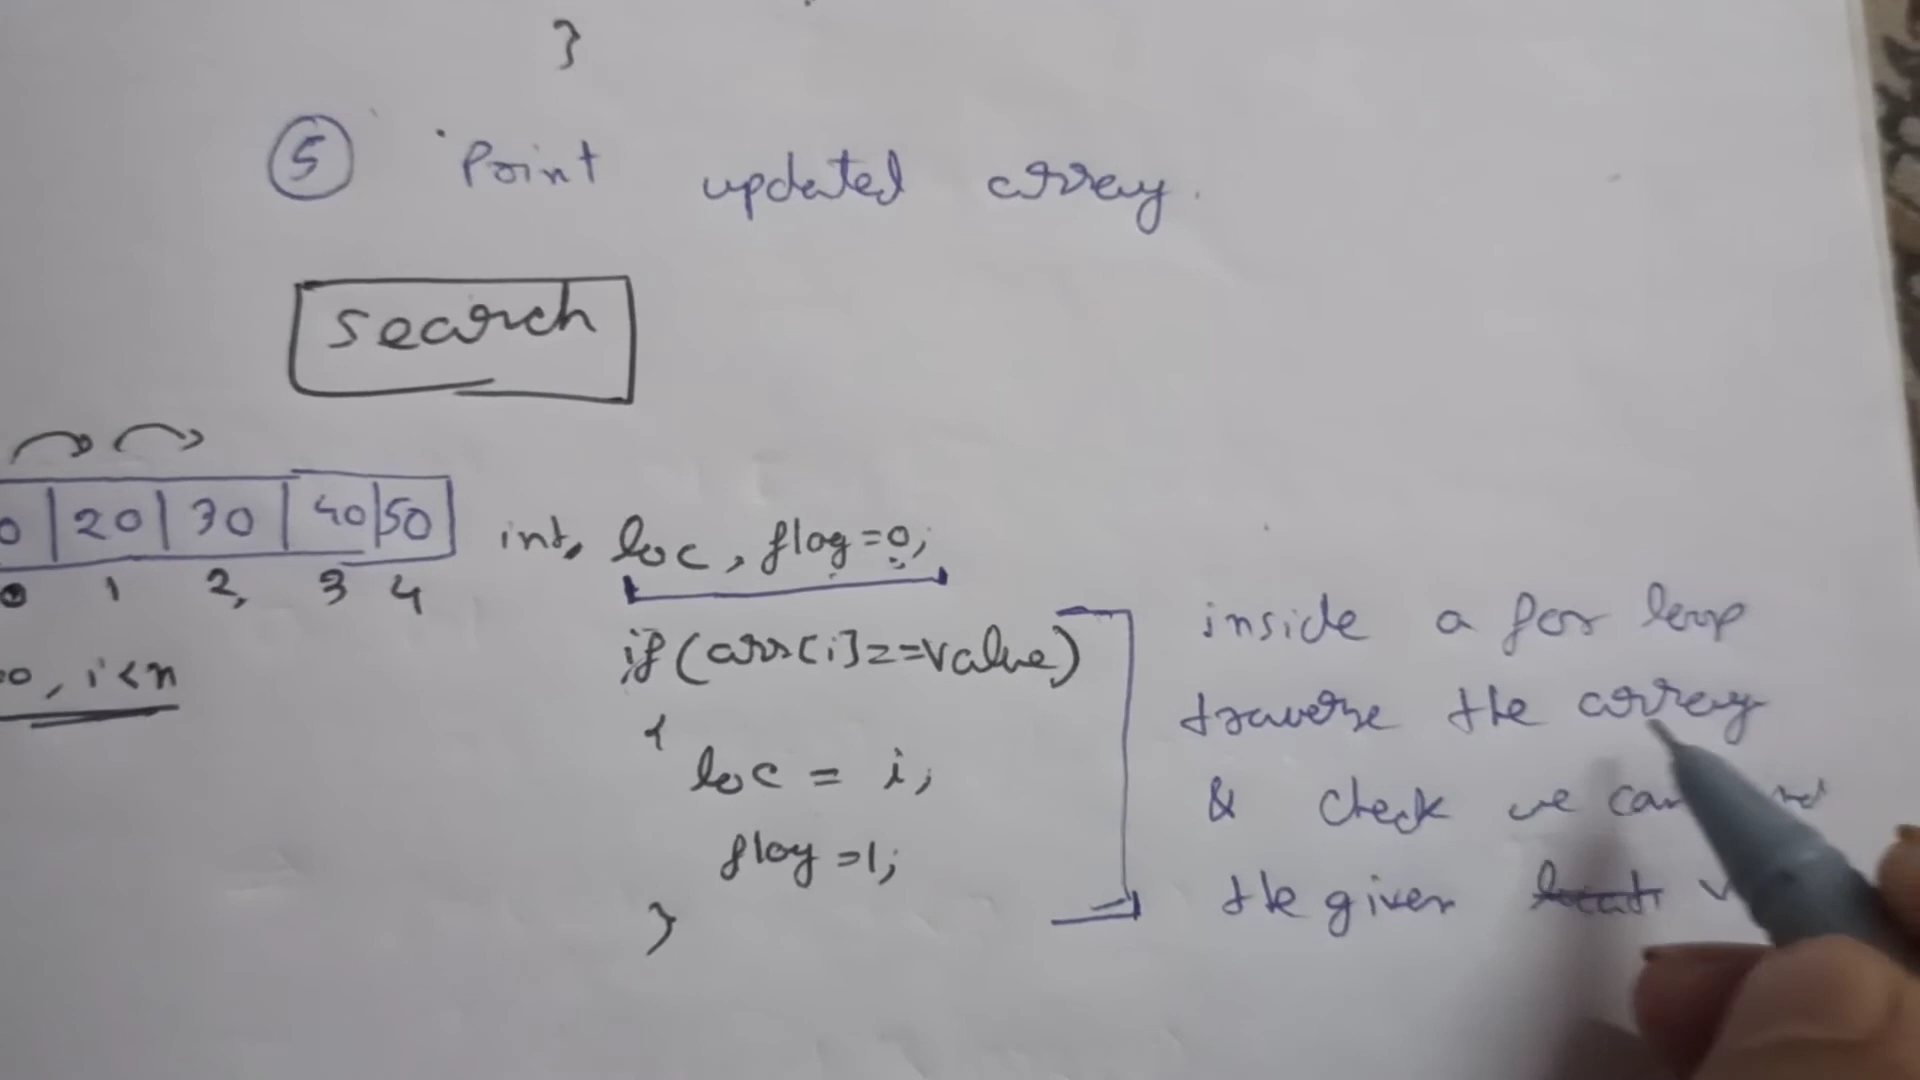 }
5 Print updated array.
search
0 | 20 | 30 | 40 | 50
0 1 2, 3 4
=0, i<n
int, loc, flag=0;
if (arr[i]==value)
{
loc = i;
flag=1;
}
inside a for loop
traverse the array
& check we can
the given